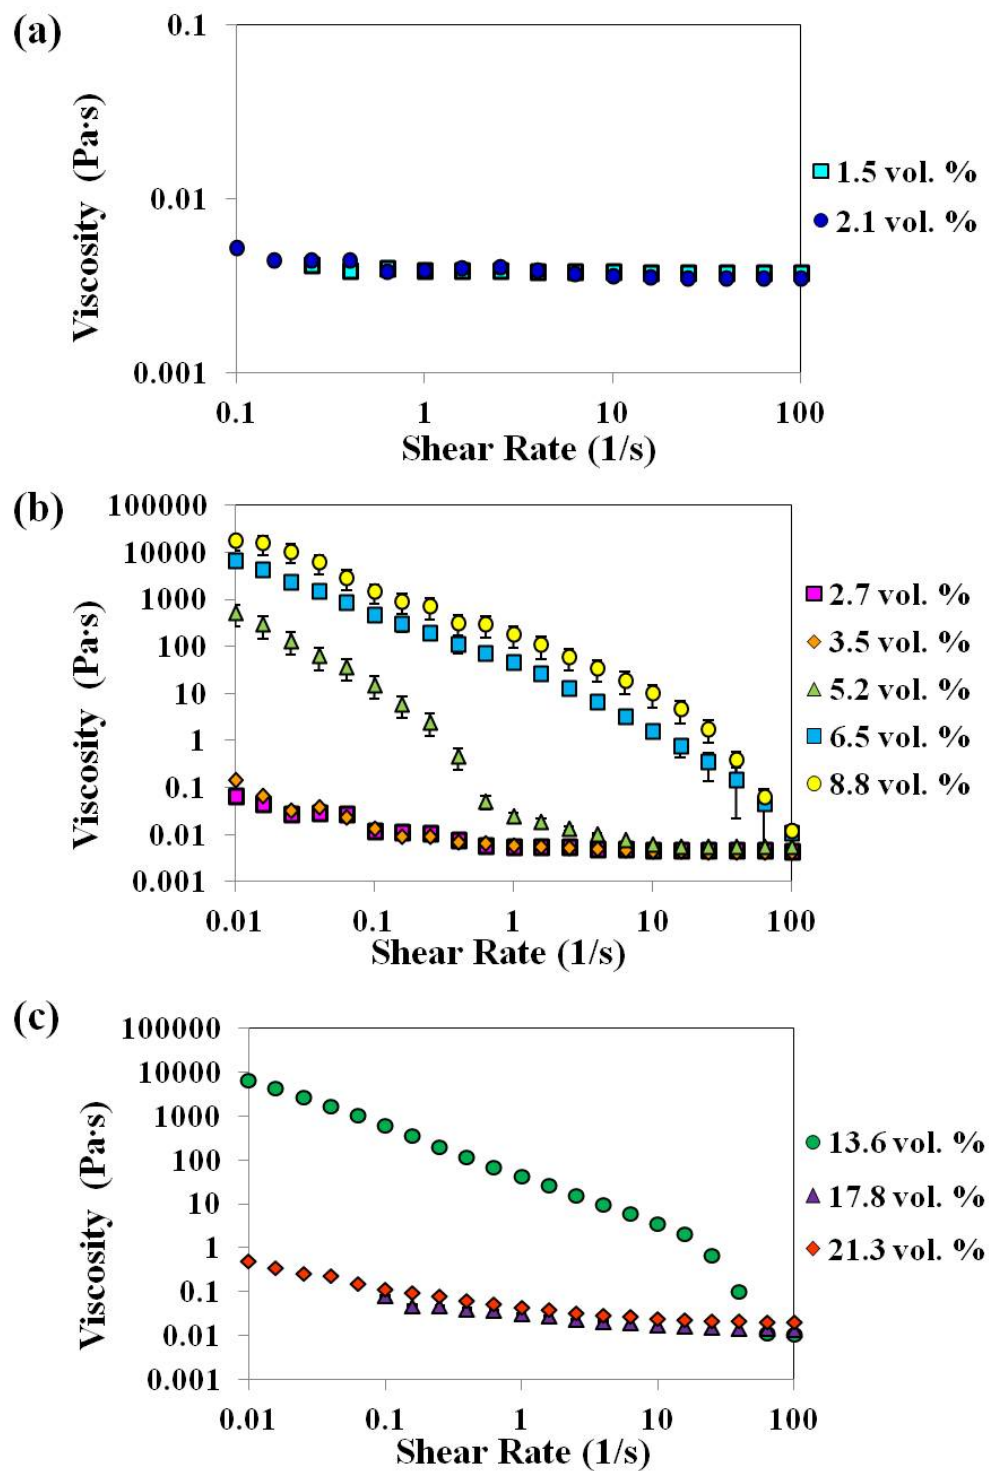 (a)
0.1
0.01
0.001
Viscosity (Pa·s)
0.1 1 10 100
Shear Rate (1/s)
1.5 vol. %
2.1 vol. %
(b)
100000
10000
1000
100
10
1
0.1
0.01
0.001
Viscosity (Pa·s)
0.01 0.1 1 10 100
Shear Rate (1/s)
2.7 vol. %
3.5 vol. %
5.2 vol. %
6.5 vol. %
8.8 vol. %
(c)
100000
10000
1000
100
10
1
0.1
0.01
0.001
Viscosity (Pa·s)
0.01 0.1 1 10 100
Shear Rate (1/s)
13.6 vol. %
17.8 vol. %
21.3 vol. %